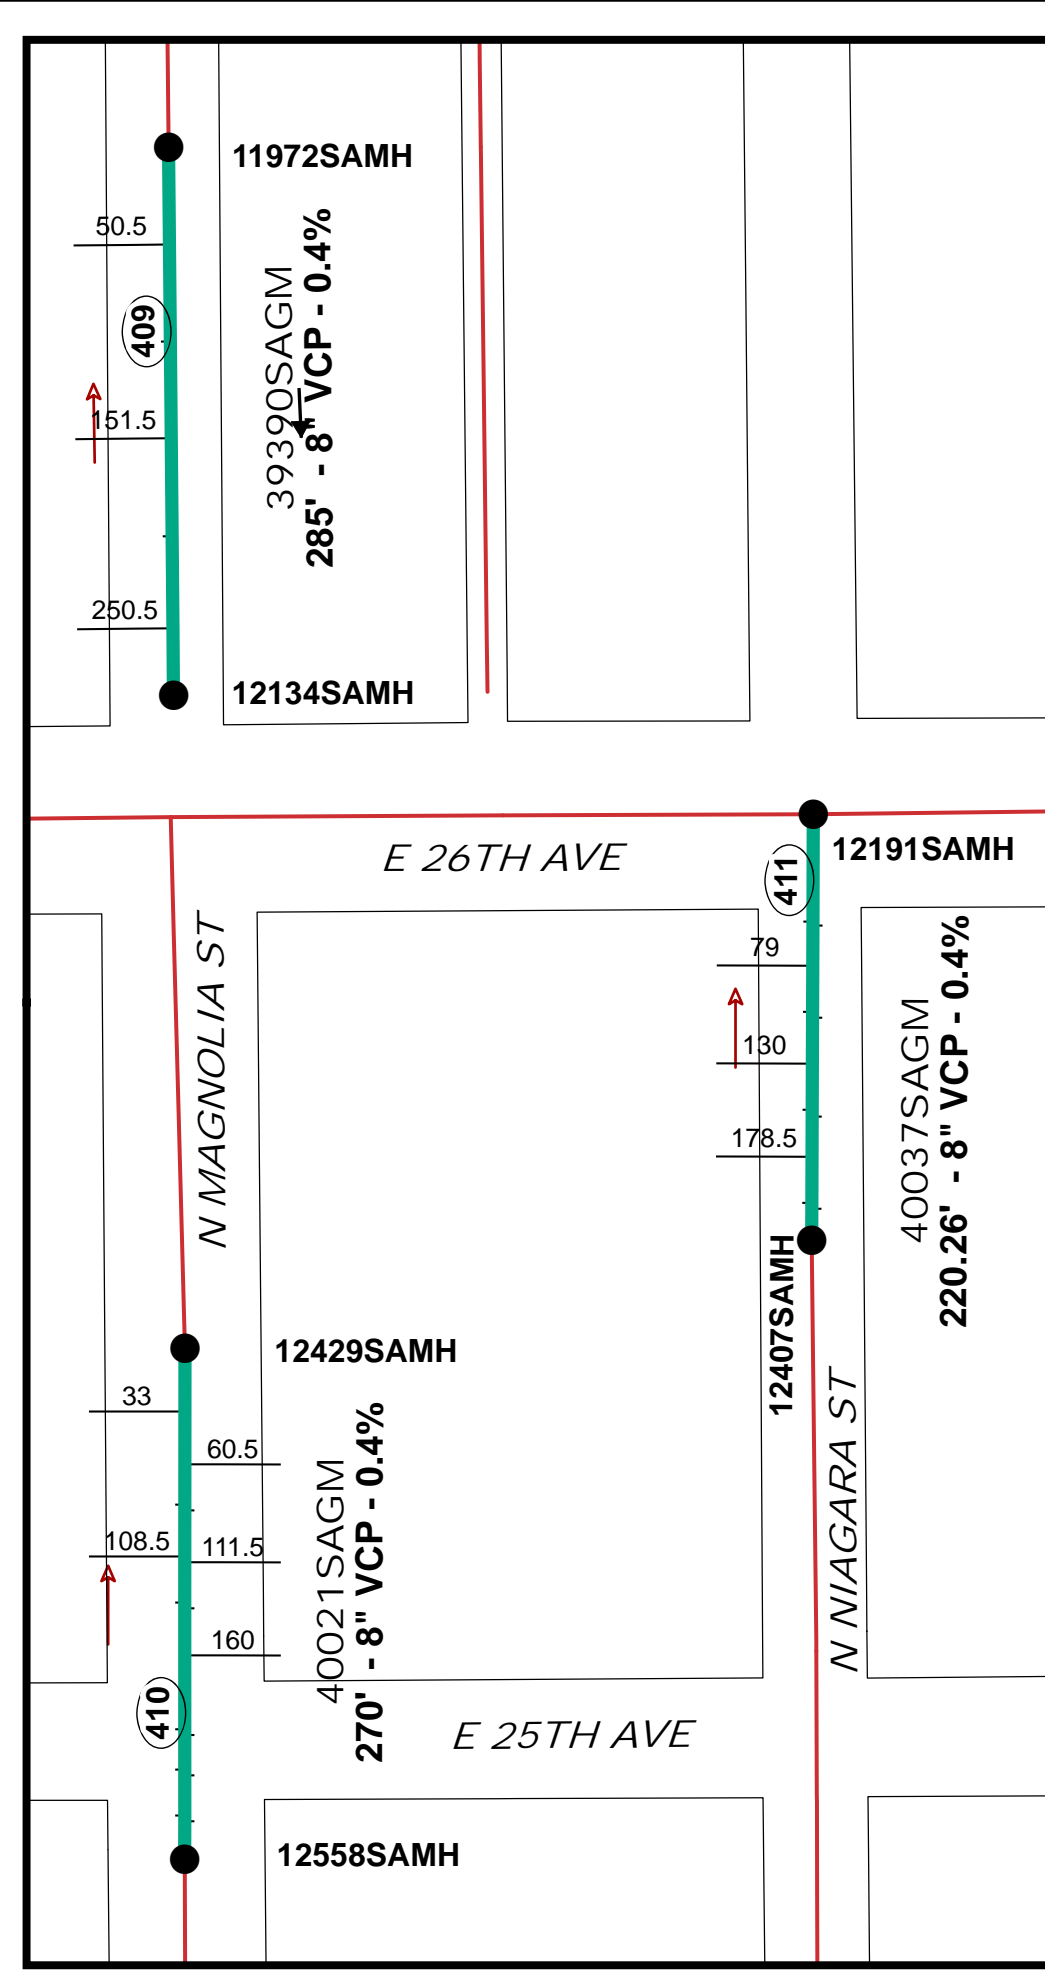 11972SAMH
50.5
409
39390SAGM
285' - 8" VCP - 0.4%
151.5
250.5
12134SAMH
E 26TH AVE
411
12191SAMH
N MAGNOLIA ST
79
130
178.5
40037SAGM
220.26' - 8" VCP - 0.4%
12407SAMH
12429SAMH
33
60.5
108.5
111.5
160
40021SAGM
270' - 8" VCP - 0.4%
N NIAGARA ST
410
E 25TH AVE
12558SAMH